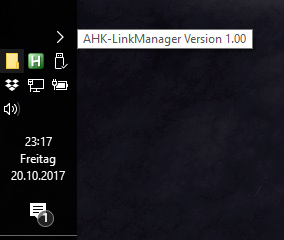 AHK-LinkManager Version 1.00
H
23:17
Freitag
20.10.2017
1